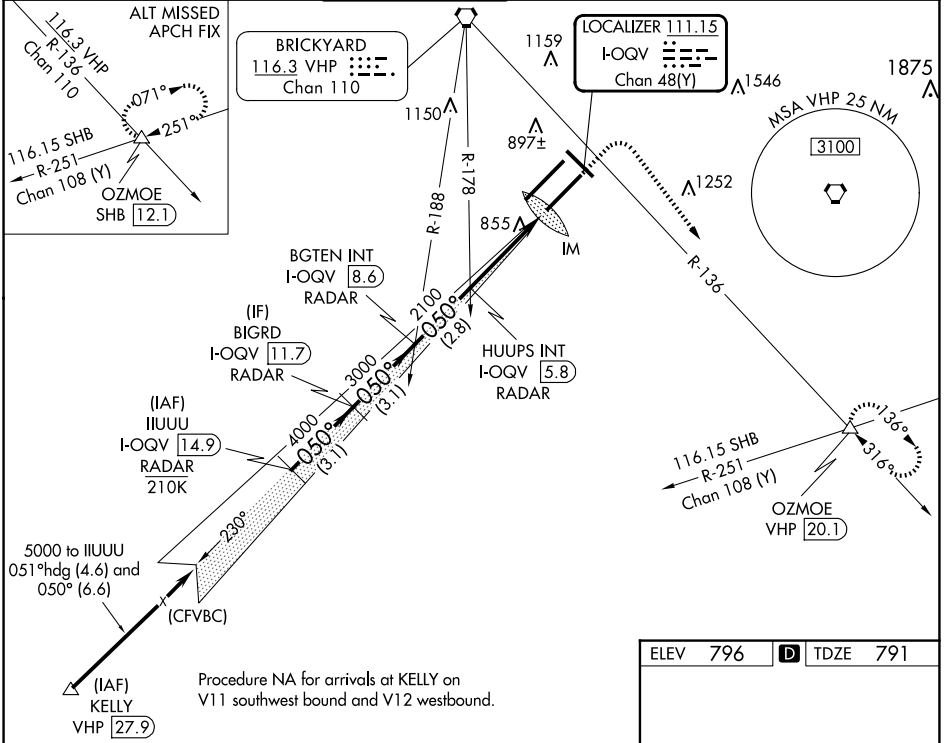 ALT MISSED
APCH FIX
116.3 VHP
R-136
Chan 110
071°
251°
116.15 SHB
R-251
Chan 108 (Y)
OZMOE
SHB 12.1
BRICKYARD
116.3 VHP
Chan 110
LOCALIZER 111.15
I-OQV
Chan 48(Y)
1159
1546
1875
1150
897±
1252
855
MSA VHP 25 NM
3100
R-188
R-178
R-136
IM
BGTEN INT
I-OQV 8.6
RADAR
(IF)
BIGRD
I-OQV 11.7
RADAR
(IAF)
IIUUU
I-OQV 14.9
RADAR
210K
HUUPS INT
I-OQV 5.8
RADAR
2100
050°
(2.8)
3000
050°
(3.1)
4000
050°
(3.1)
230°
5000 to IIUUU
051°hdg (4.6) and
050° (6.6)
(CFVBC)
(IAF)
KELLY
VHP 27.9
Procedure NA for arrivals at KELLY on
V11 southwest bound and V12 westbound.
116.15 SHB
R-251
Chan 108 (Y)
136°
316°
OZMOE
VHP 20.1
ELEV 796 D TDZE 791